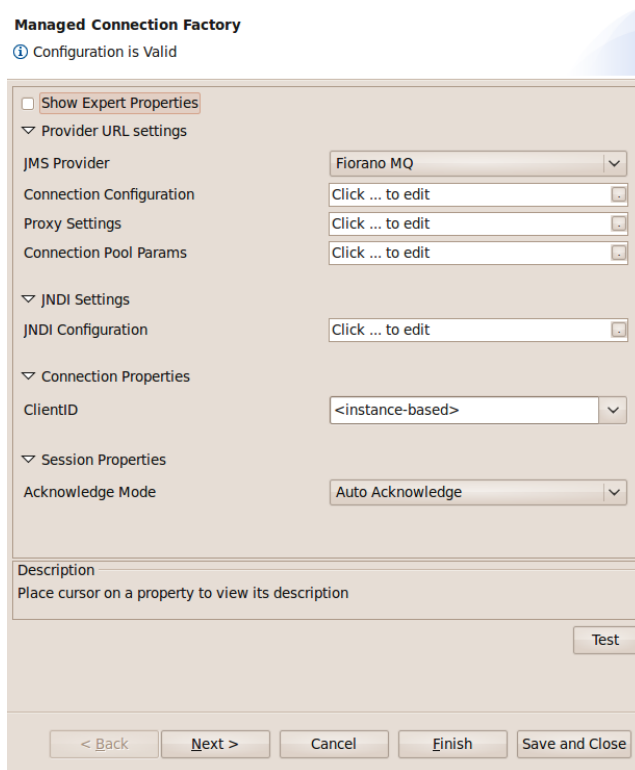 Managed Connection Factory
Configuration is Valid
Show Expert Properties
Provider URL settings
JMS Provider Fiorano MQ
Connection Configuration Click ... to edit .
Proxy Settings Click ... to edit .
Connection Pool Params Click ... to edit .
JNDI Settings
JNDI Configuration Click ... to edit .
Connection Properties
ClientID <instance-based>
Session Properties
Acknowledge Mode Auto Acknowledge
Description
Place cursor on a property to view its description
Test
< Back Next > Cancel Finish Save and Close